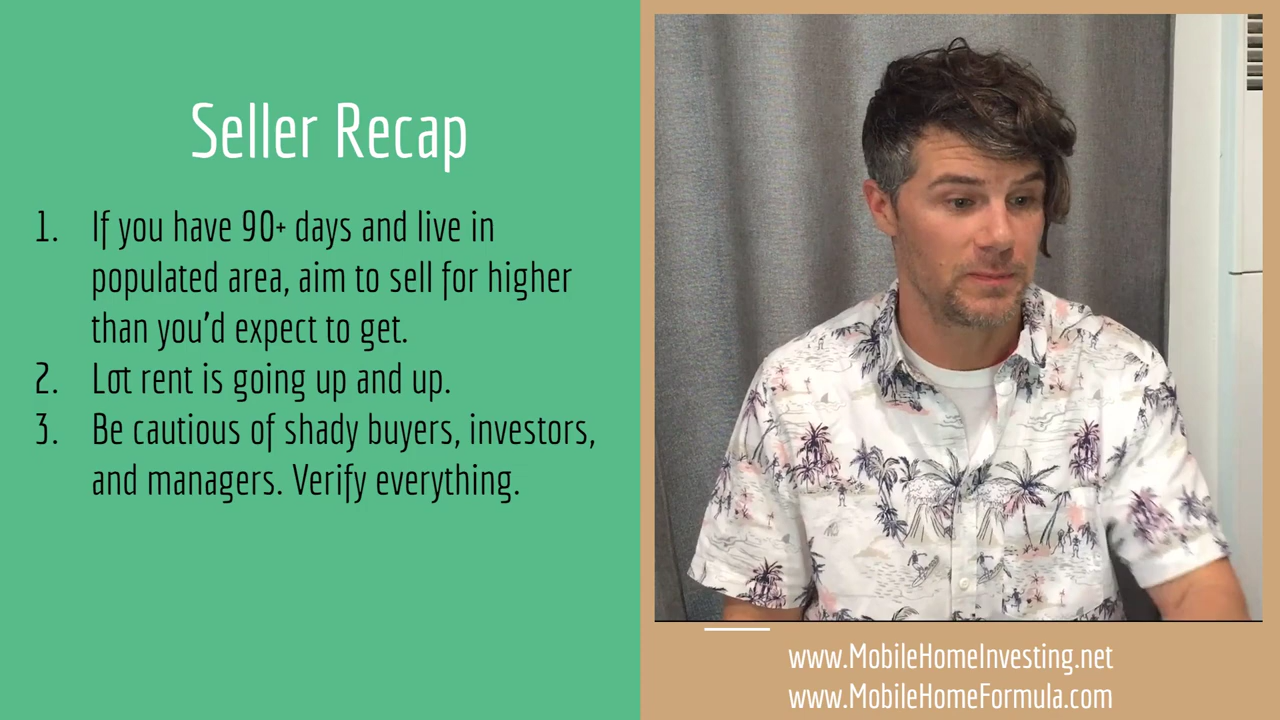 Seller Recap
1. If you have 90+ days and live in
populated area, aim to sell for higher
than you'd expect to get.
2. Lot rent is going up and up.
3. Be cautious of shady buyers, investors,
and managers. Verify everything.
www.MobileHomeInvesting.net
www.MobileHomeFormula.com